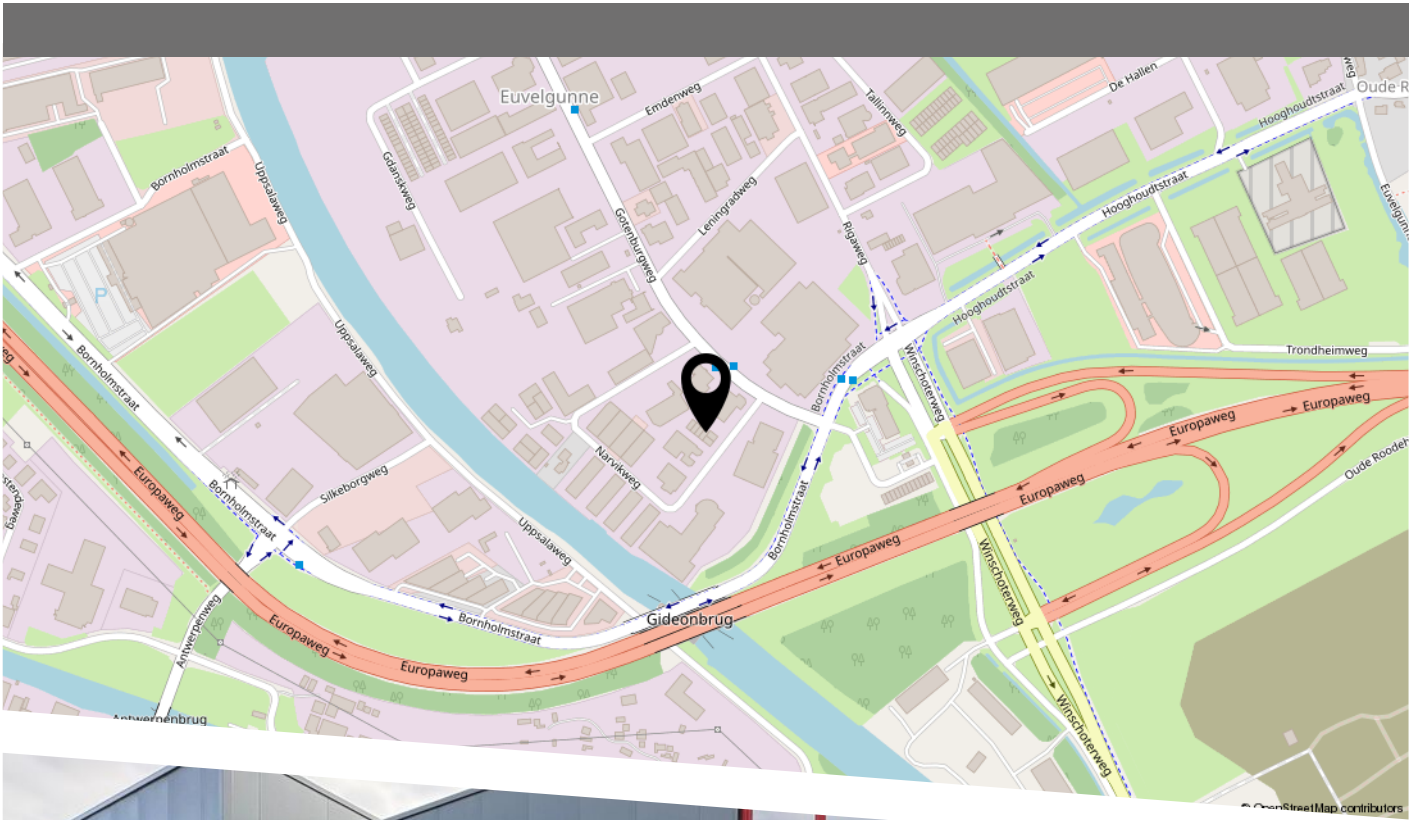 De Hallen
Oude R
Euvelgunne
Emdenweg
Tallinnweg
Hooghoudtstraat
Gdanskweg
Bornholmstraat
Uppsalaweg
Leningradweg
Hooghoudtstraat
Gotenburgweg
Rigaweg
Euvelgunn
P
Hooghoudtstraat
Uppsalaweg
Bornholmstraat
Bornholmstraat
Winschoterweg
Trondheimweg
Europaweg
Europaweg
Narvikweg
Oude Roodeh
Europaweg
Silkeborgweg
Europaweg
Bornholmstraat
Uppsalaweg
Bornholmstraat
Europaweg
Winschoterweg
Gideonbrug
Bornholmstraat
Antwerpenweg
Europaweg
Europaweg
Antwerpenbrug
Winschoterweg
© OpenStreetMap contributors